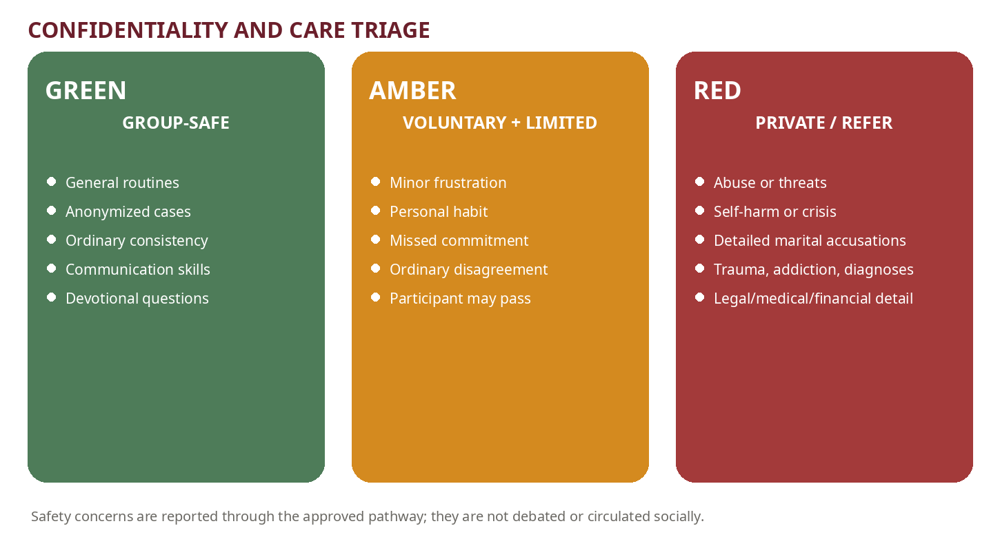 CONFIDENTIALITY AND CARE TRIAGE
GREEN
GROUP-SAFE
General routines
Anonymized cases
Ordinary consistency
Communication skills
Devotional questions
AMBER
VOLUNTARY + LIMITED
Minor frustration
Personal habit
Missed commitment
Ordinary disagreement
Participant may pass
RED
PRIVATE / REFER
Abuse or threats
Self-harm or crisis
Detailed marital accusations
Trauma, addiction, diagnoses
Legal/medical/financial detail
Safety concerns are reported through the approved pathway; they are not debated or circulated socially.